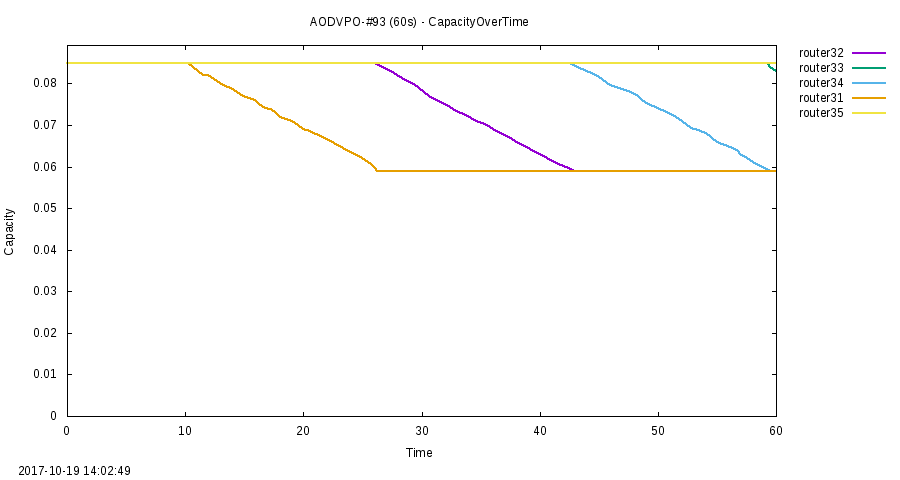 AODVPO-#93 (60s) - CapacityOverTime
router32
router33
router34
router31
router35
0.08
0.07
0.06
0.05
0.04
0.03
0.02
0.01
0
Capacity
0 10 20 30 40 50 60
Time
2017-10-19 14:02:49